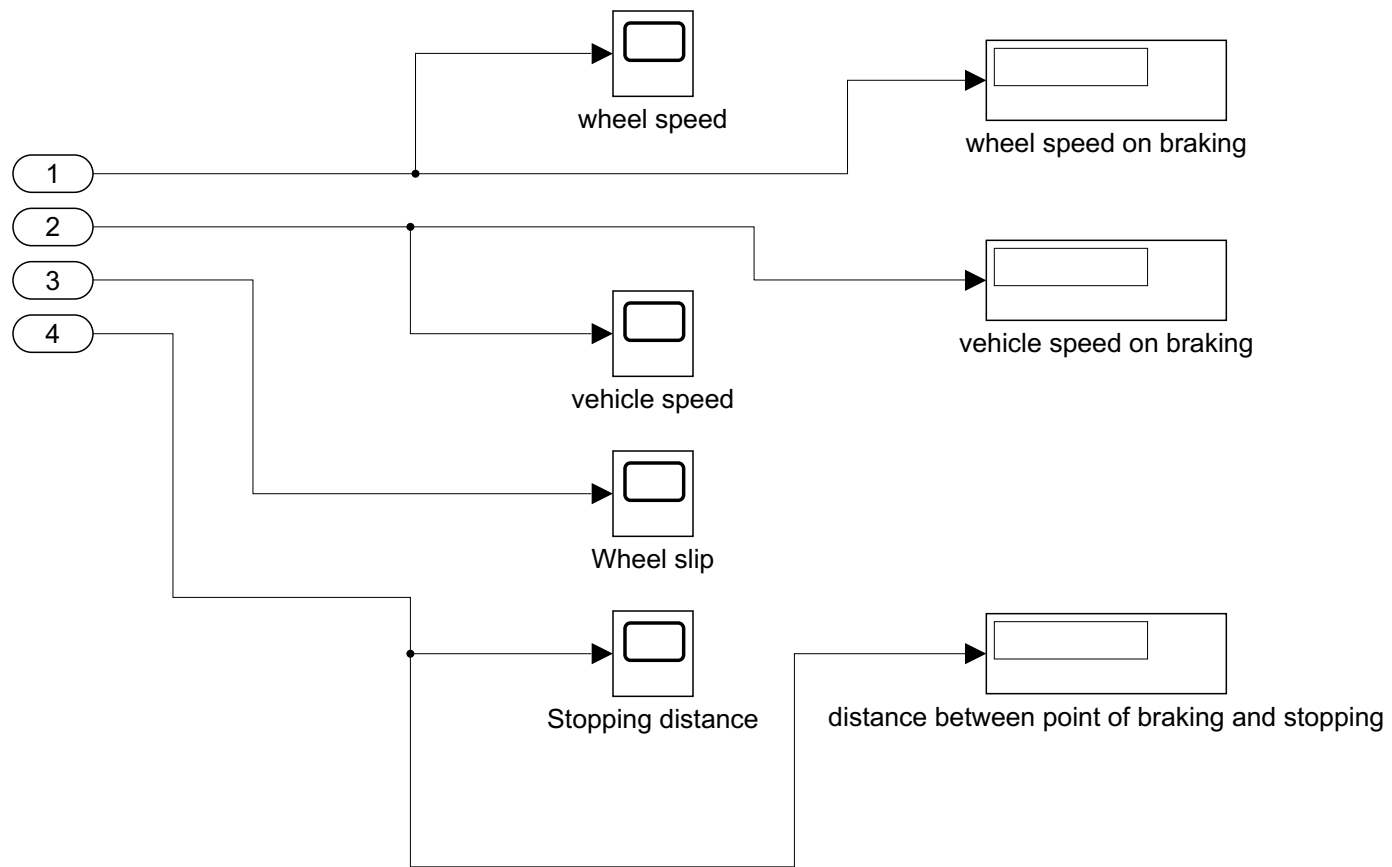 wheel speed
wheel speed on braking
1
2
3
4
vehicle speed on braking
vehicle speed
Wheel slip
Stopping distance
distance between point of braking and stopping